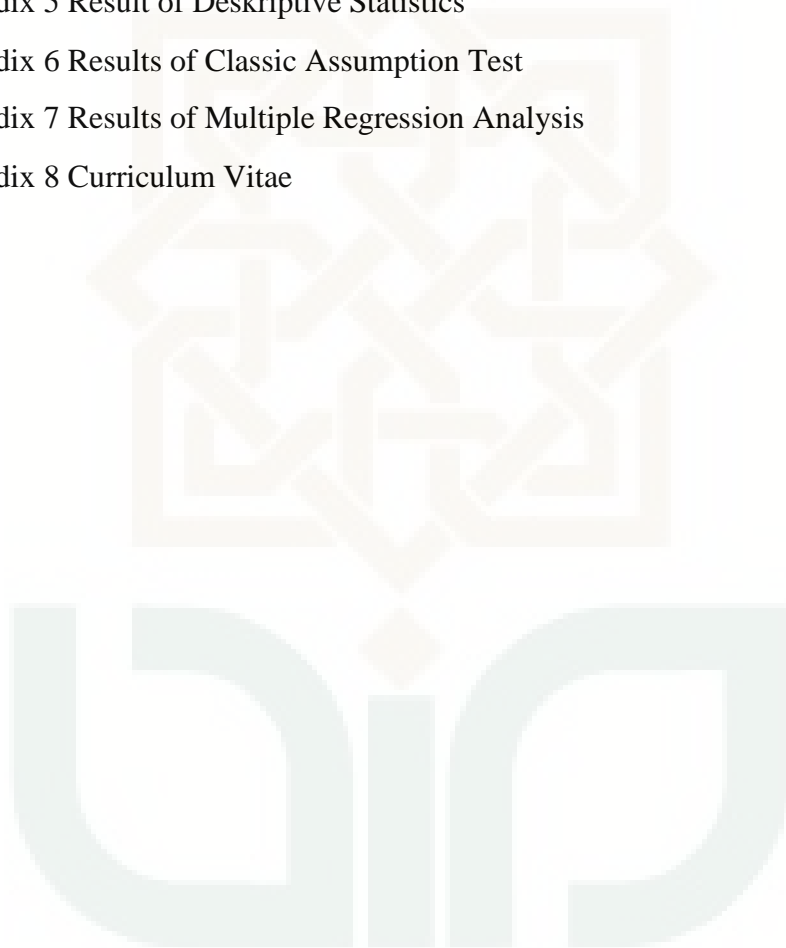 dix 5 Result of Deskriptive Statistics
dix 6 Results of Classic Assumption Test
dix 7 Results of Multiple Regression Analysis
dix 8 Curriculum Vitae